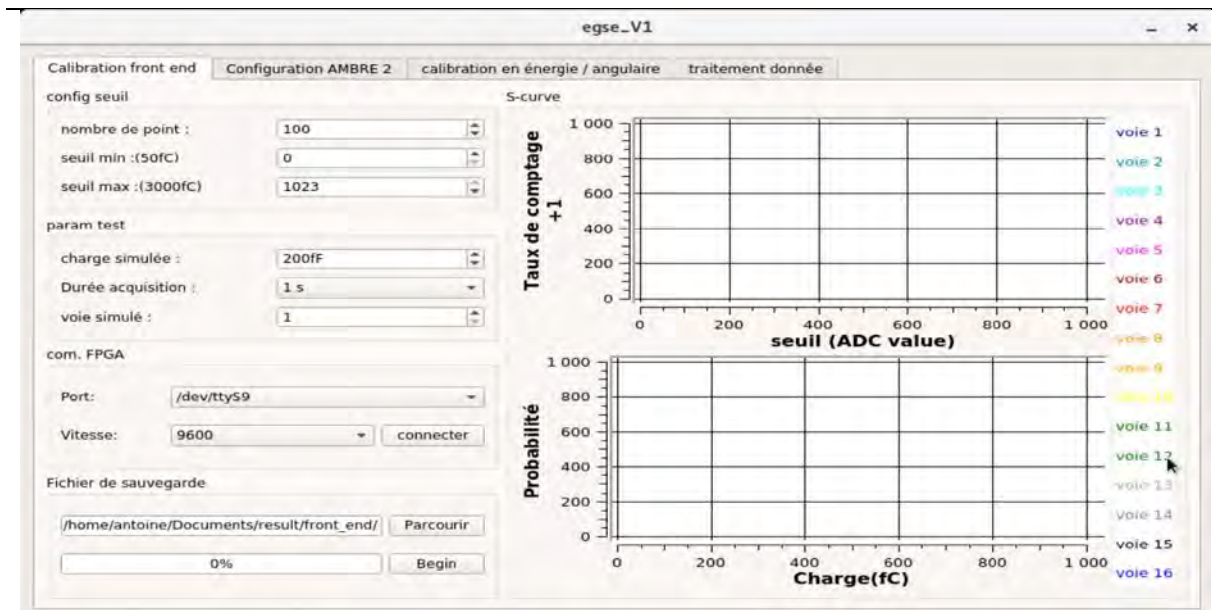 egse_V1
Calibration front end Configuration AMBRE 2 calibration en énergie / angulaire traitement donnée
config seuil
nombre de point : 100
seuil min :(50fC) 0
seuil max :(3000fC) 1023
param test
charge simulée : 200fF
Durée acquisition : 1 s
voie simulé : 1
com. FPGA
Port: /dev/ttyS9
Vitesse: 9600 connecter
Fichier de sauvegarde
/home/antoine/Documents/result/front_end/ Parcourir
0% Begin
S-curve
Taux de comptage
+1
1 000
800
600
400
200
0
0 200 400 600 800 1 000
seuil (ADC value)
Probabilité
1 000
800
600
400
200
0
0 200 400 600 800 1 000
Charge(fC)
voie 1
voie 2
voie 3
voie 4
voie 5
voie 6
voie 7
voie 8
voie 9
voie 10
voie 11
voie 12
voie 13
voie 14
voie 15
voie 16